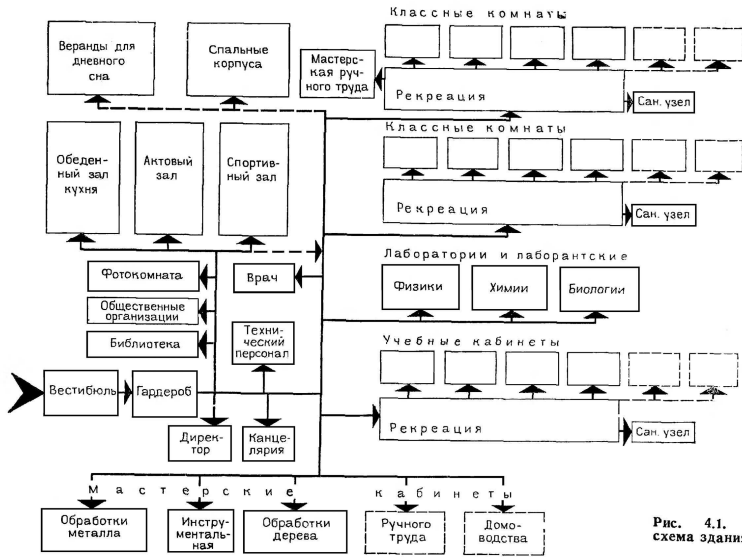 Классные комнаты
Веранды для
дневного
сна
Спальные
корпуса
Мастер-
ская руч-
ного труда
Рекреация
Сан. узел
Классные комнаты
Обеден-
ный зал
кухня
Актовый
зал
Спортив-
ный зал
Рекреация
Сан. узел
Лаборатории и лаборантские
Фотокомната
Врач
Физики
Химии
Биологии
Общественные
организации
Библиотека
Техни-
ческий
персонал
Учебные кабинеты
Вестибюль
Гардероб
Рекреация
Дирек-
тор
Канце-
лярия
Сан. узел
Мастерские кабинеты
Обработки
металла
Инстру-
ментальная
Обработки
дерева
Ручного
труда
Домо-
водства
Рис. 4.1.
схема здани